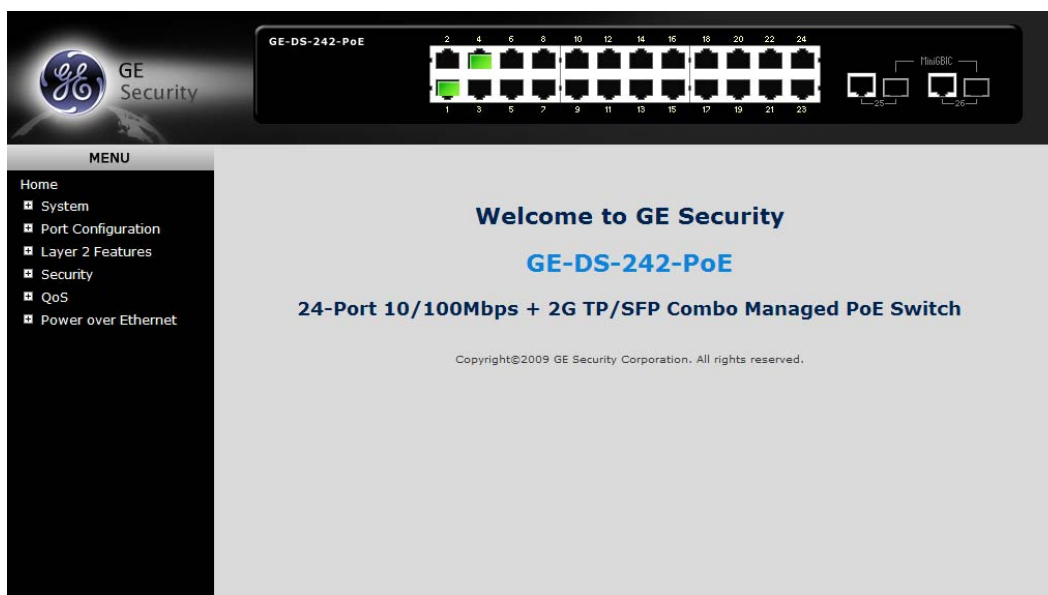 GE
Security
GE-DS-242-PoE
2 4 6 8 10 12 14 16 18 20 22 24
1 3 5 7 9 11 13 15 17 19 21 23
MiniGBIC
25 26
MENU
Home
System
Port Configuration
Layer 2 Features
Security
QoS
Power over Ethernet
Welcome to GE Security
GE-DS-242-PoE
24-Port 10/100Mbps + 2G TP/SFP Combo Managed PoE Switch
Copyright©2009 GE Security Corporation. All rights reserved.